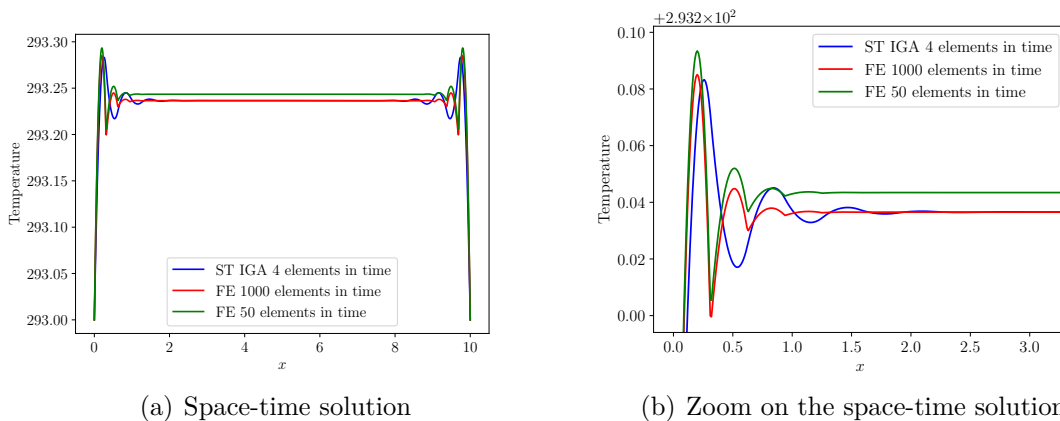 293.30
293.25
293.20
293.15
293.10
293.05
293.00
Temperature
ST IGA 4 elements in time
FE 1000 elements in time
FE 50 elements in time
0 2 4 6 8 10
x
(a) Space-time solution
+2.932×10²
0.10
0.08
0.06
0.04
0.02
0.00
Temperature
ST IGA 4 elements in time
FE 1000 elements in time
FE 50 elements in time
0.0 0.5 1.0 1.5 2.0 2.5 3.0
x
(b) Zoom on the space-time solution